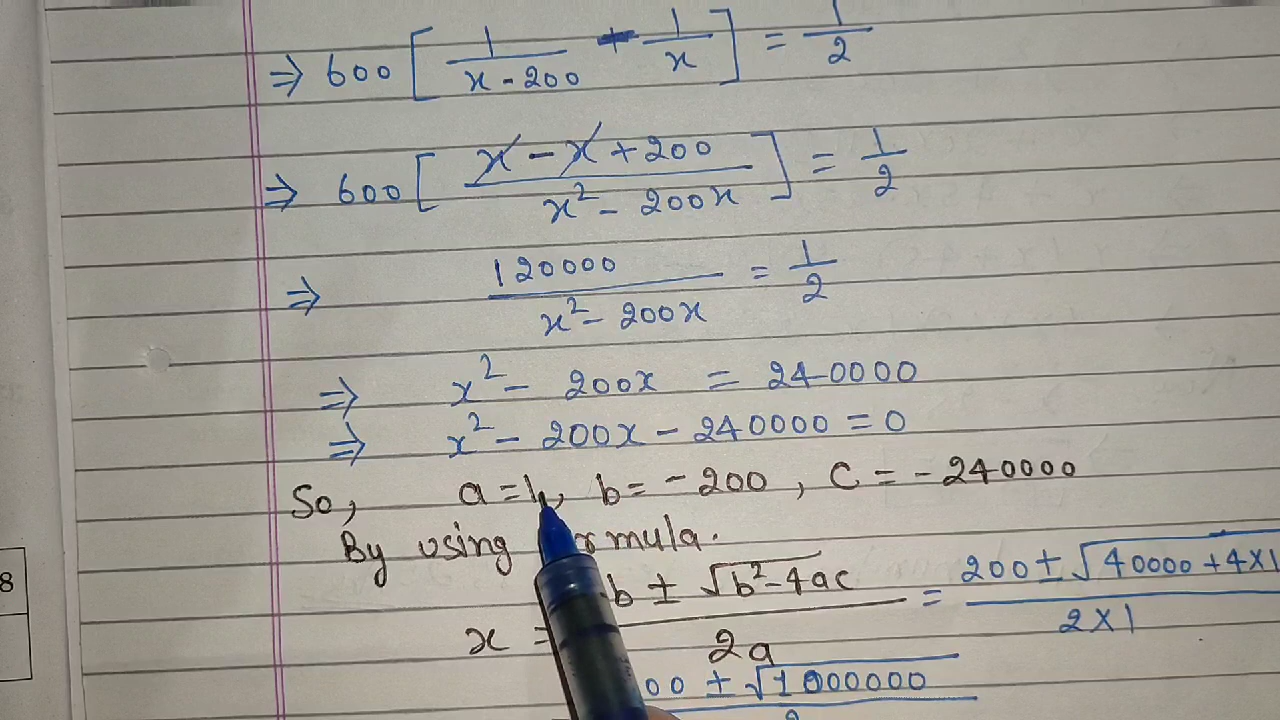 ⇒ 600 [ 1/(x - 200) - 1/x ] = 1/2
⇒ 600 [ (x - x + 200)/(x² - 200x) ] = 1/2
⇒ 120000/(x² - 200x) = 1/2
⇒ x² - 200x = 240000
⇒ x² - 200x - 240000 = 0
So, a = 1, b = -200, c = -240000
By using formula.
x = b ± √(b² - 4ac) / 2a = 200 ± √(40000 + 4×1 / 2×1
00 ± √1000000
8